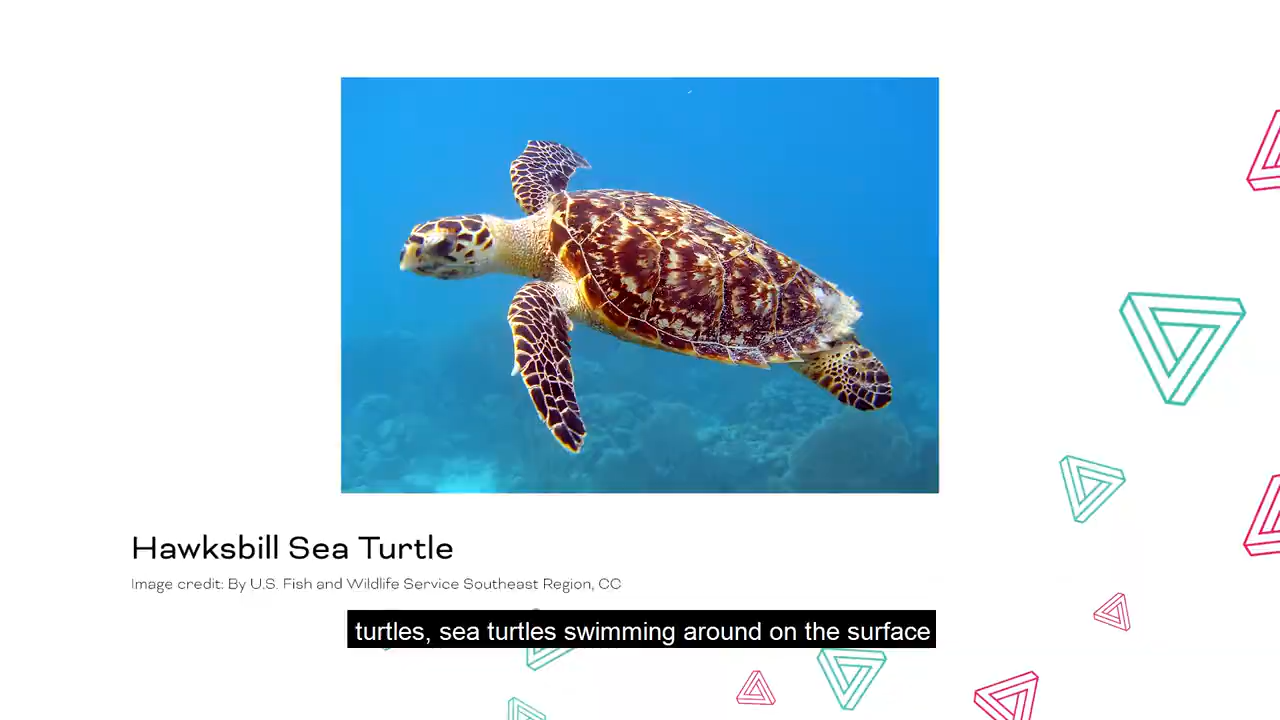 Hawksbill Sea Turtle
Image credit: By U.S. Fish and Wildlife Service Southeast Region, CC
turtles, sea turtles swimming around on the surface